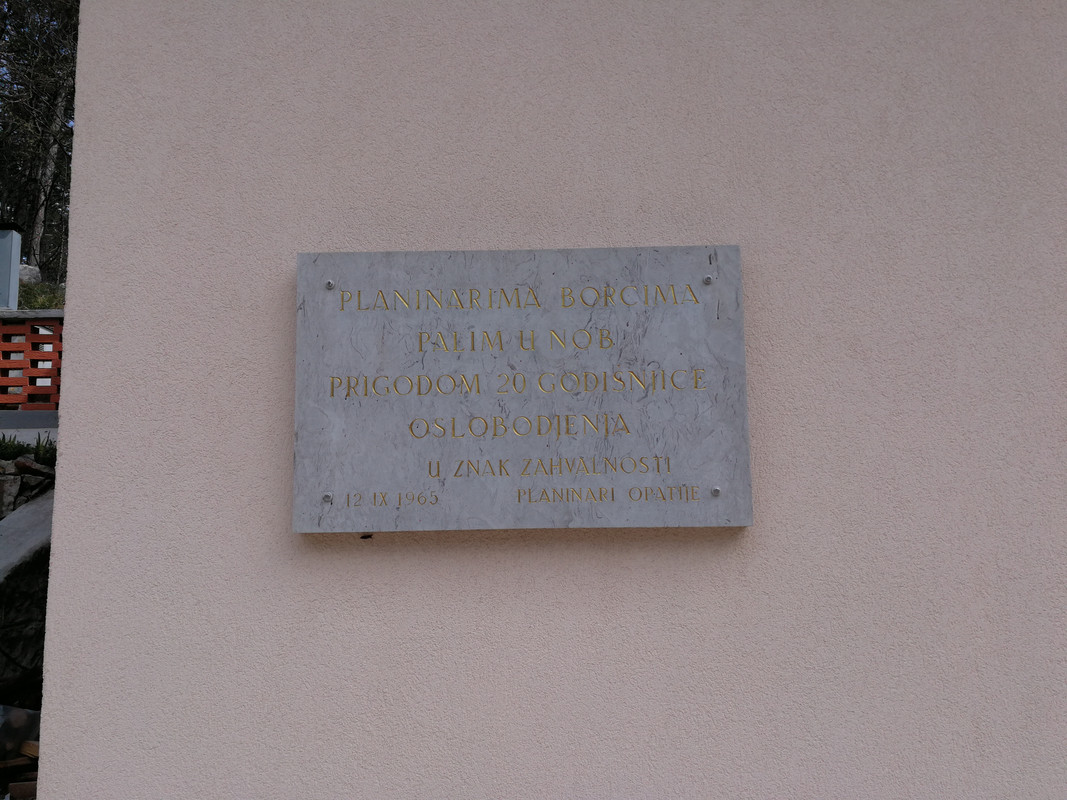 PLANINARIMA BORCIMA
PALIM U NOB
PRIGODOM 20 GODISNJICE
OSLOBODJENJA
U ZNAK ZAHVALNOSTI
12 IX 1965 PLANINARI OPATIJE